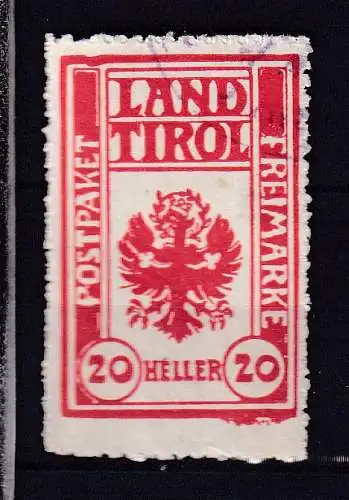 LAND
TIROL
POSTPAKET
FREIMARKE
20 HELLER 20